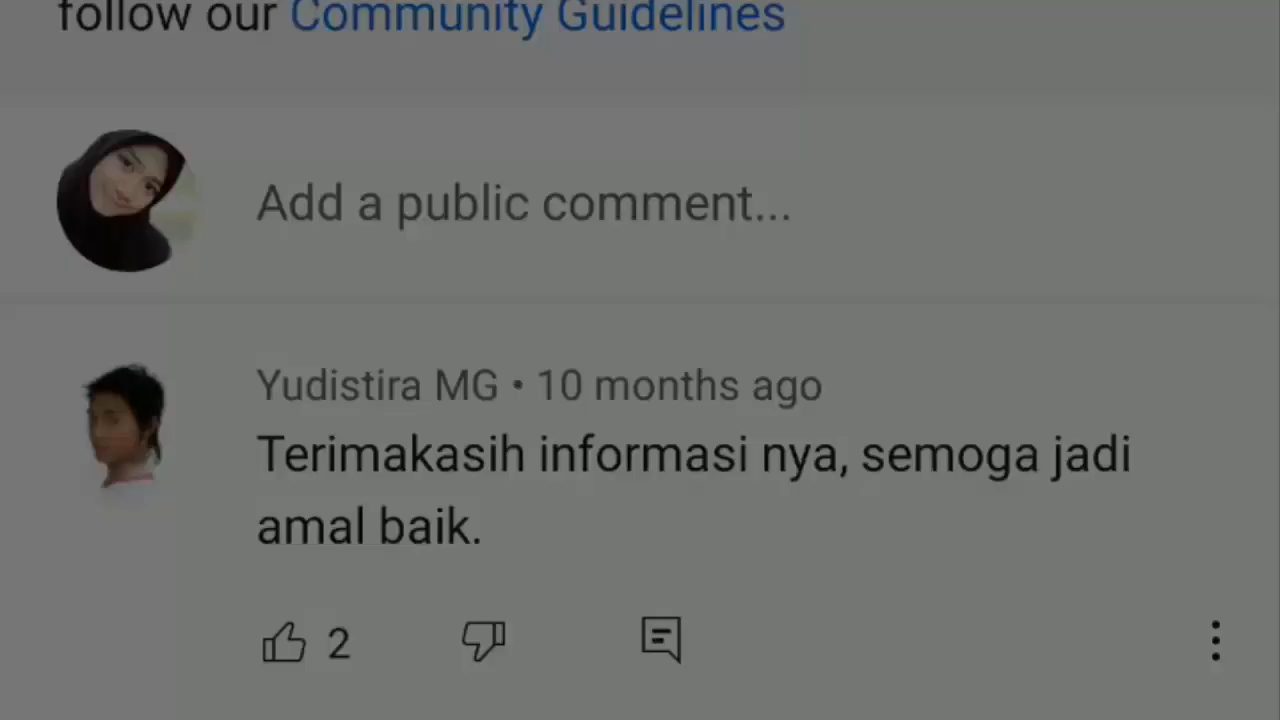 follow our Community Guidelines
Add a public comment...
Yudistira MG • 10 months ago
Terimakasih informasi nya, semoga jadi
amal baik.
2